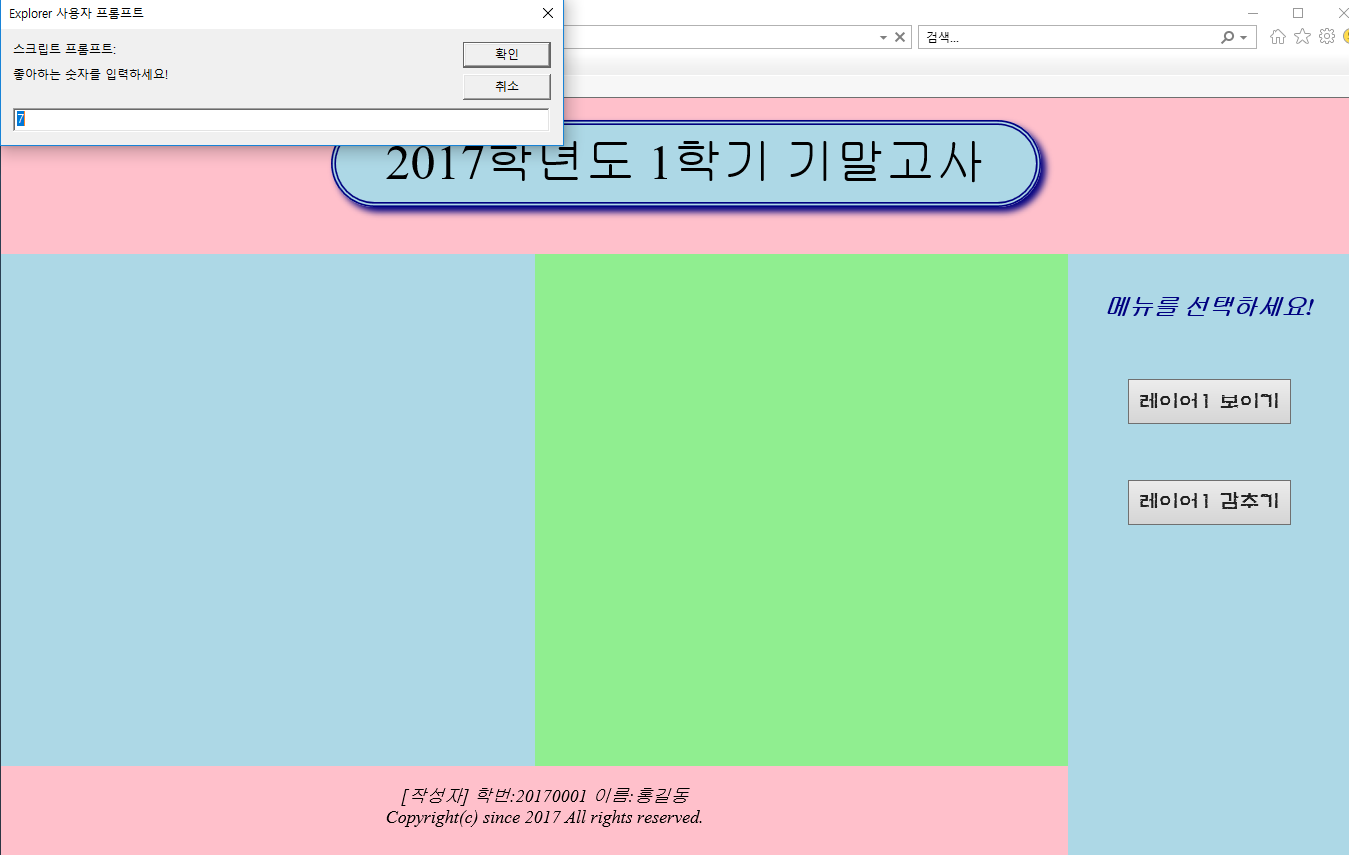 Explorer 사용자 프롬프트
스크립트 프롬프트:
확인
좋아하는 숫자를 입력하세요!
취소
7
검색...
2017학년도 1학기 기말고사
메뉴를 선택하세요!
레이어1 보이기
레이어1 감추기
[작성자] 학번:20170001 이름:홍길동
Copyright(c) since 2017 All rights reserved.